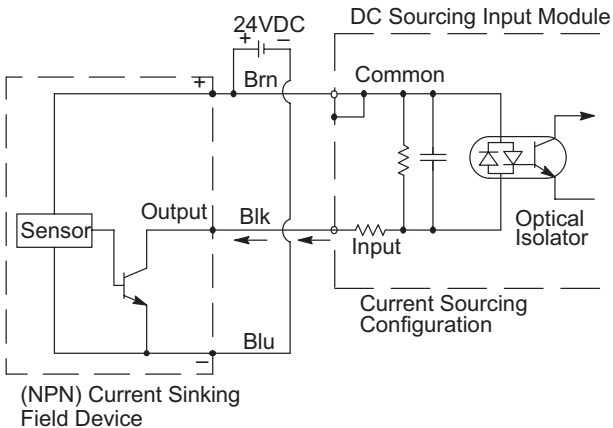 DC Sourcing Input Module
24VDC
+ −
+ Brn
Common
Output
Blk
Sensor
Input
Optical
Isolator
Current Sourcing
Configuration
Blu
−
(NPN) Current Sinking
Field Device